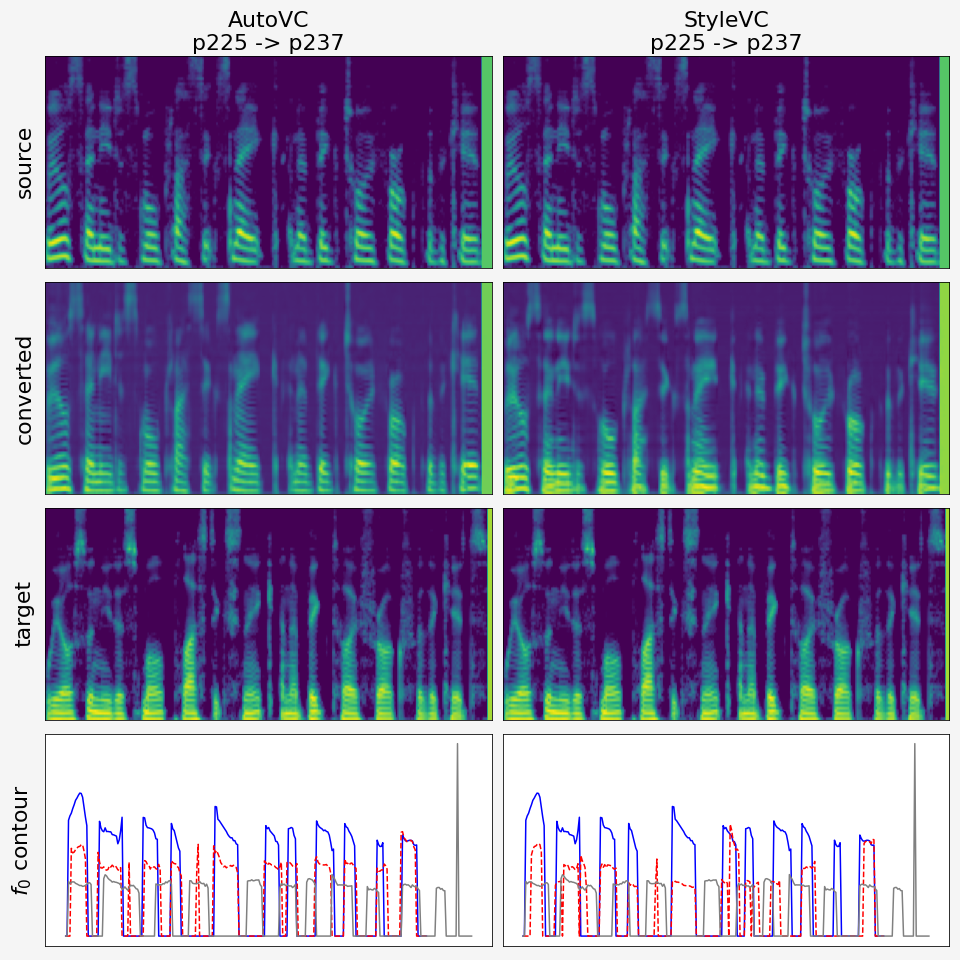 AutoVC
p225 -> p237
StyleVC
p225 -> p237
source
converted
target
f₀ contour